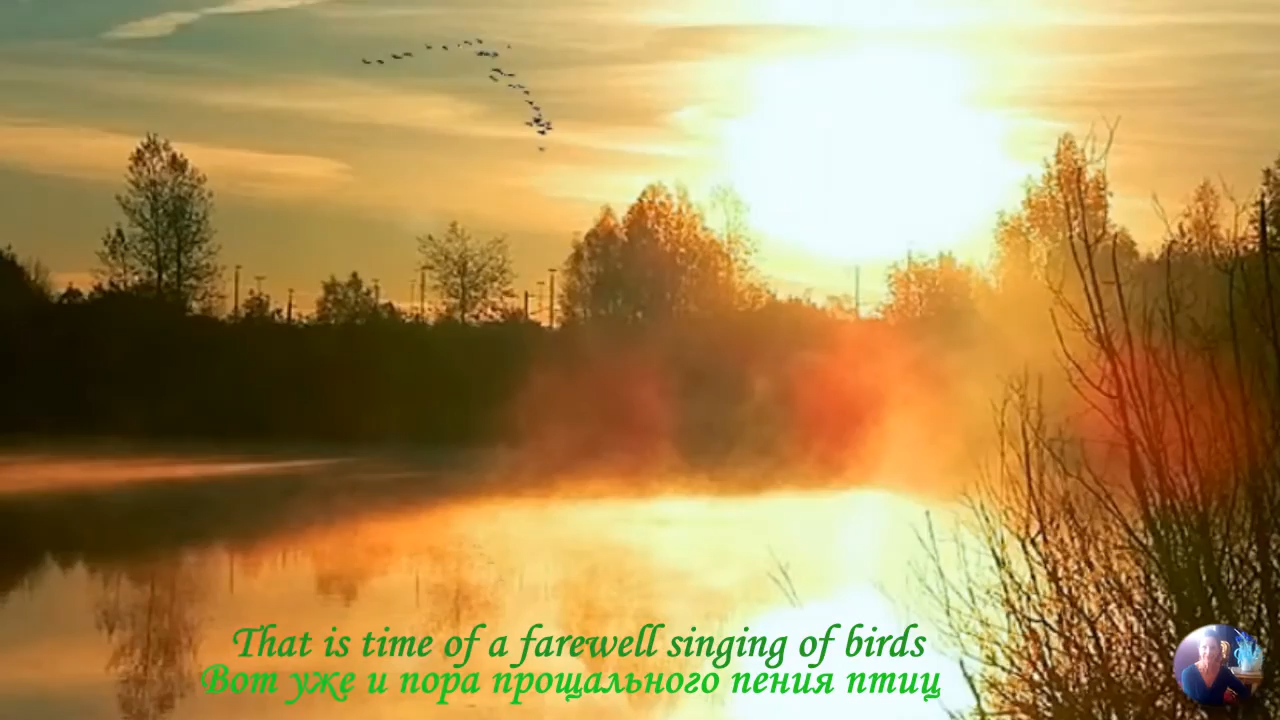 That is time of a farewell singing of birds
Вот уже и пора прощального пения птиц